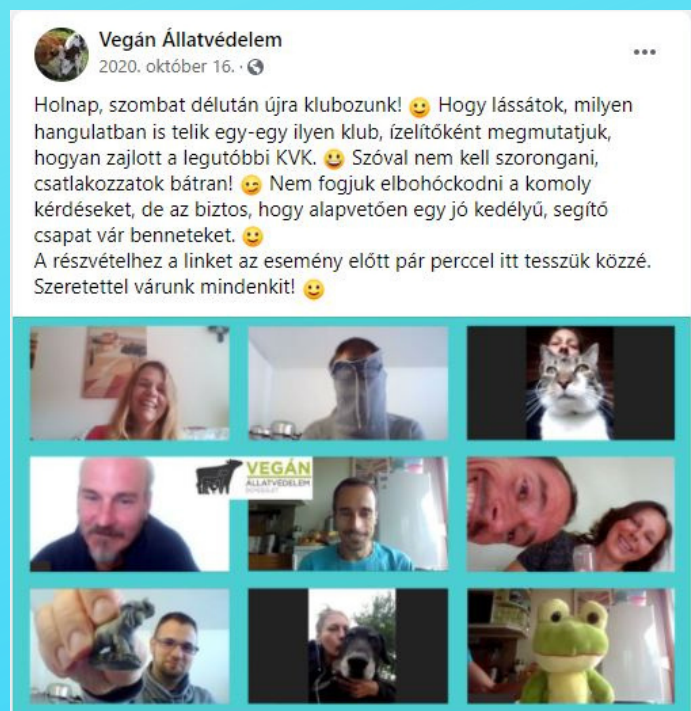 Vegán Állatvédelem
2020. október 16. ·
Holnap, szombat délután újra klubozunk! 😀 Hogy lássátok, milyen
hangulatban is telik egy-egy ilyen klub, ízelítőként megmutatjuk,
hogyan zajlott a legutóbbi KVK. 😀 Szóval nem kell szorongani,
csatlakozzatok bátran! 😉 Nem fogjuk elbohóckodni a komoly
kérdéseket, de az biztos, hogy alapvetően egy jó kedélyű, segítő
csapat vár benneteket. 🙂
A részvételhez a linket az esemény előtt pár perccel itt tesszük közzé.
Szeretettel várunk mindenkit! 🙂
VEGÁN
ÁLLATVÉDELEM